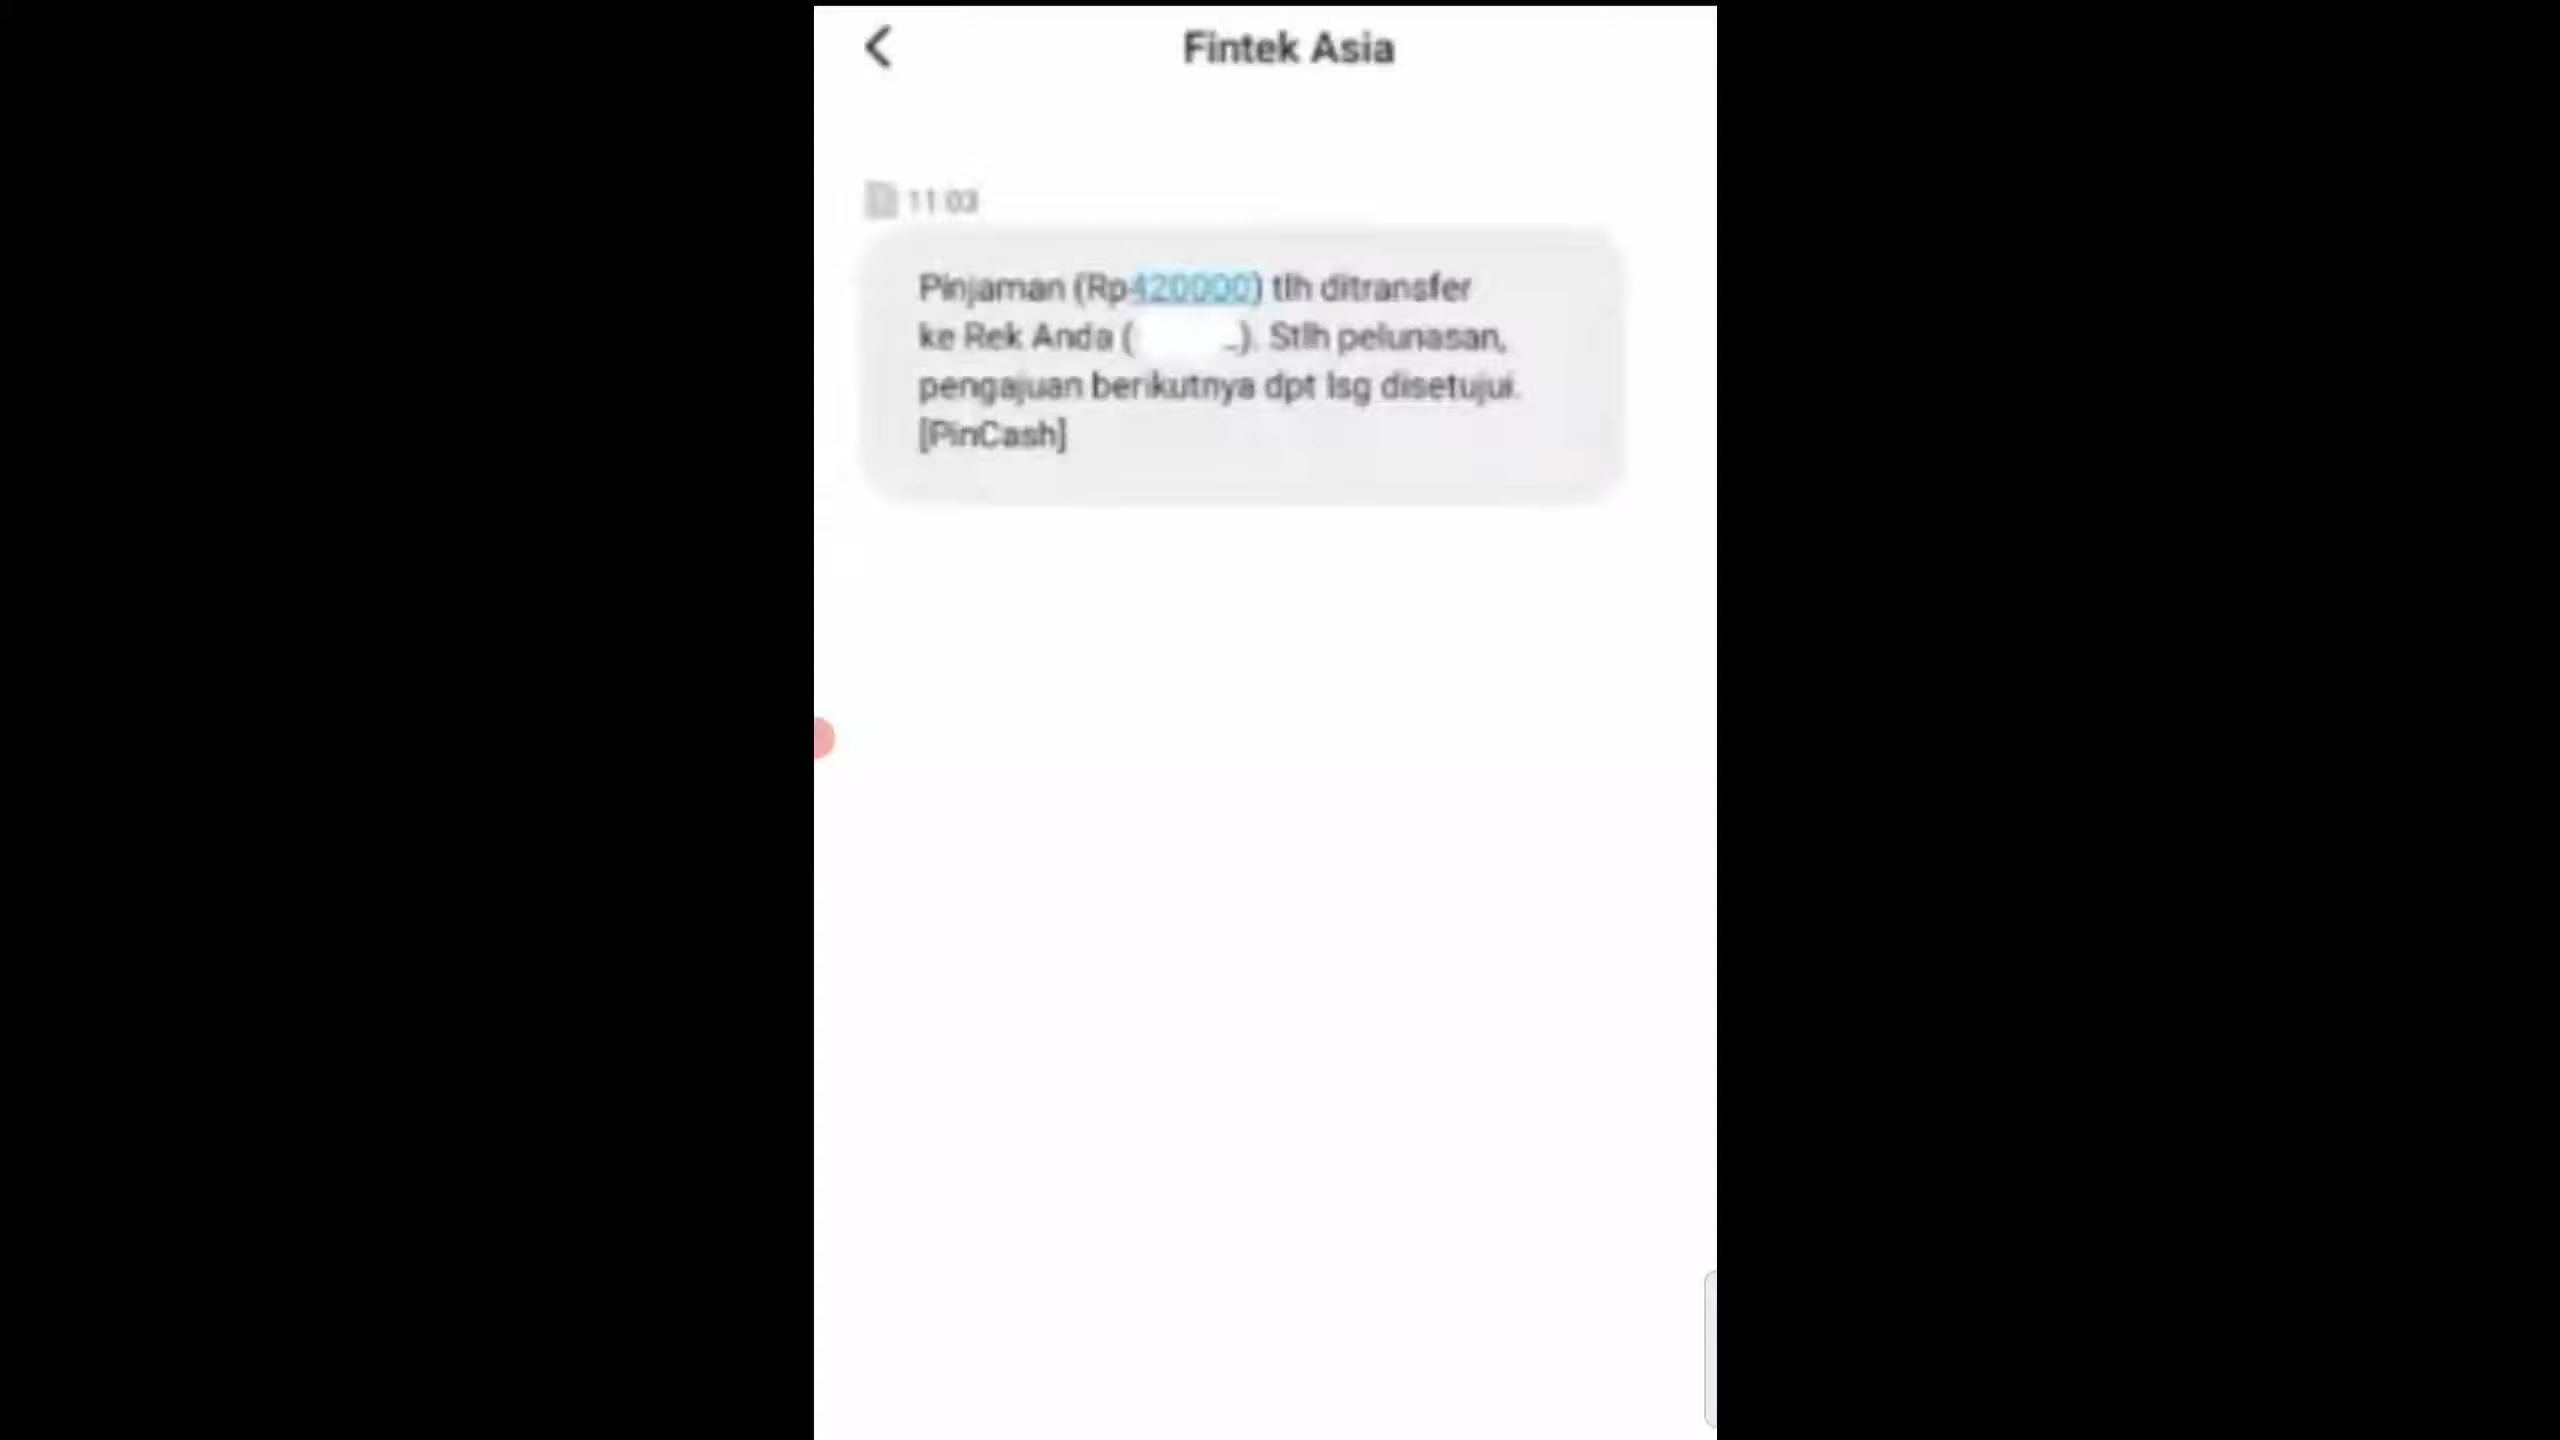 Fintek Asia
11:03
Pinjaman (Rp420000) tlh ditransfer
ke Rek Anda ( ). Stlh pelunasan,
pengajuan berikutnya dpt lsg disetujui.
[PinCash]